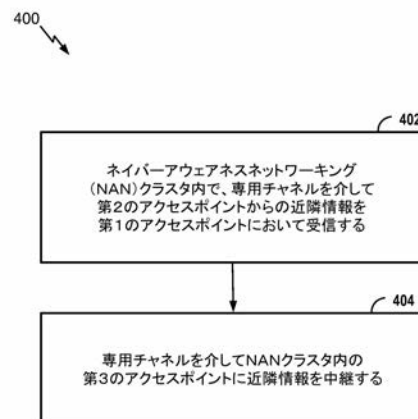 400
402
ネイバーアウェアネスネットワーキング
(NAN)クラスタ内で、専用チャネルを介して
第2のアクセスポイントからの近隣情報を
第1のアクセスポイントにおいて受信する
404
専用チャネルを介してNANクラスタ内の
第3のアクセスポイントに近隣情報を中継する